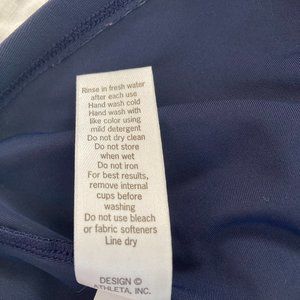 Rinse in fresh water
after each use
Hand wash cold
Hand wash with
like color using
mild detergent
Do not dry clean
Do not store
when wet
Do not iron
For best results,
remove internal
cups before
washing
Do not use bleach
or fabric softeners
Line dry
DESIGN ©
ATHLETA, INC.